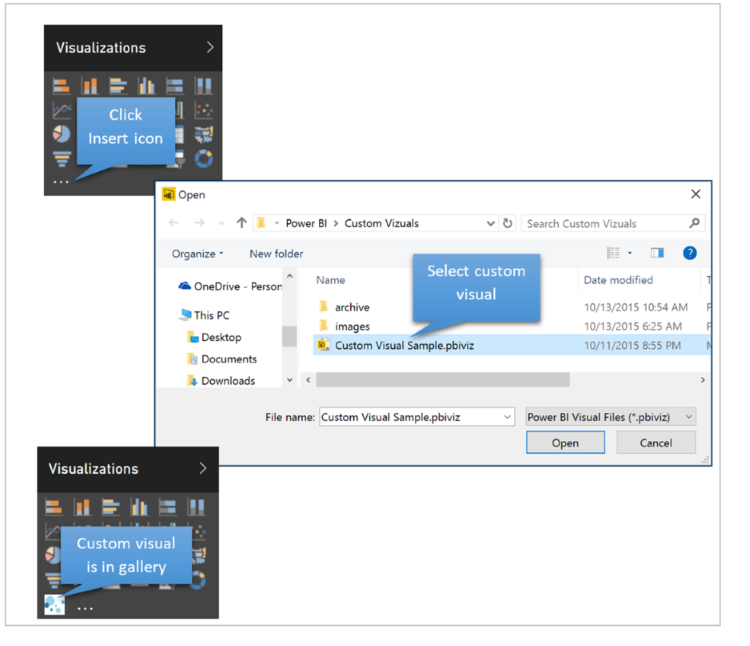 Visualizations >
Click
Insert icon
...
Open
Power BI > Custom Vizuals
Search Custom Vizuals
Organize
New folder
Select custom
visual
OneDrive - Person
This PC
Desktop
Documents
Downloads
Name
Date modified
T
archive
10/13/2015 10:54 AM
F
images
10/13/2015 6:25 AM
F
Custom Visual Sample.pbiviz
10/11/2015 8:55 PM
File name:
Custom Visual Sample.pbiviz
Power BI Visual Files (*.pbiviz)
Open
Cancel
Visualizations >
Custom visual
is in gallery
...